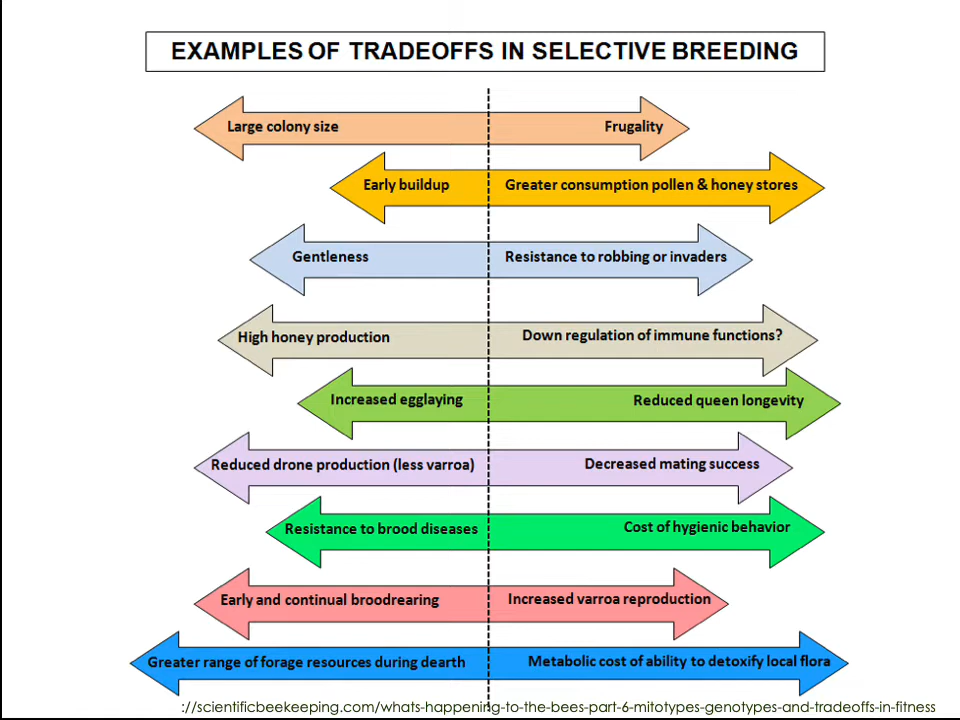 EXAMPLES OF TRADEOFFS IN SELECTIVE BREEDING
Large colony size Frugality
Early buildup Greater consumption pollen & honey stores
Gentleness Resistance to robbing or invaders
High honey production Down regulation of immune functions?
Increased egglaying Reduced queen longevity
Reduced drone production (less varroa) Decreased mating success
Resistance to brood diseases Cost of hygienic behavior
Early and continual broodrearing Increased varroa reproduction
Greater range of forage resources during dearth Metabolic cost of ability to detoxify local flora
://scientificbeekeeping.com/whats-happening-to-the-bees-part-6-mitotypes-genotypes-and-tradeoffs-in-fitness